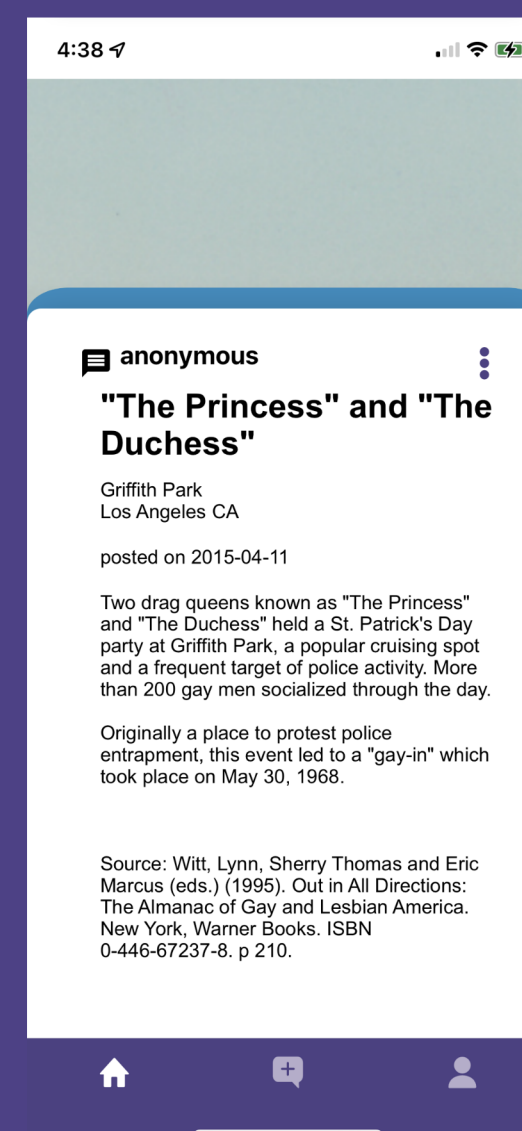 4:38
anonymous
"The Princess" and "The
Duchess"
Griffith Park
Los Angeles CA
posted on 2015-04-11
Two drag queens known as "The Princess"
and "The Duchess" held a St. Patrick's Day
party at Griffith Park, a popular cruising spot
and a frequent target of police activity. More
than 200 gay men socialized through the day.
Originally a place to protest police
entrapment, this event led to a "gay-in" which
took place on May 30, 1968.
Source: Witt, Lynn, Sherry Thomas and Eric
Marcus (eds.) (1995). Out in All Directions:
The Almanac of Gay and Lesbian America.
New York, Warner Books. ISBN
0-446-67237-8. p 210.